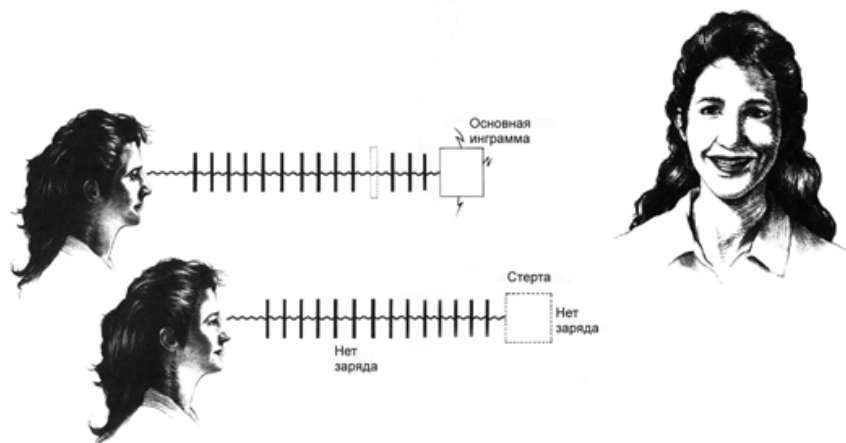 Основная
инграмма
Стерта
Нет
заряда
Нет
заряда